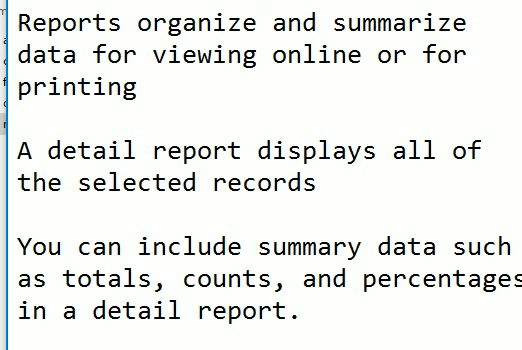 Reports organize and summarize
data for viewing online or for
printing
A detail report displays all of
the selected records
You can include summary data such
as totals, counts, and percentages
in a detail report.